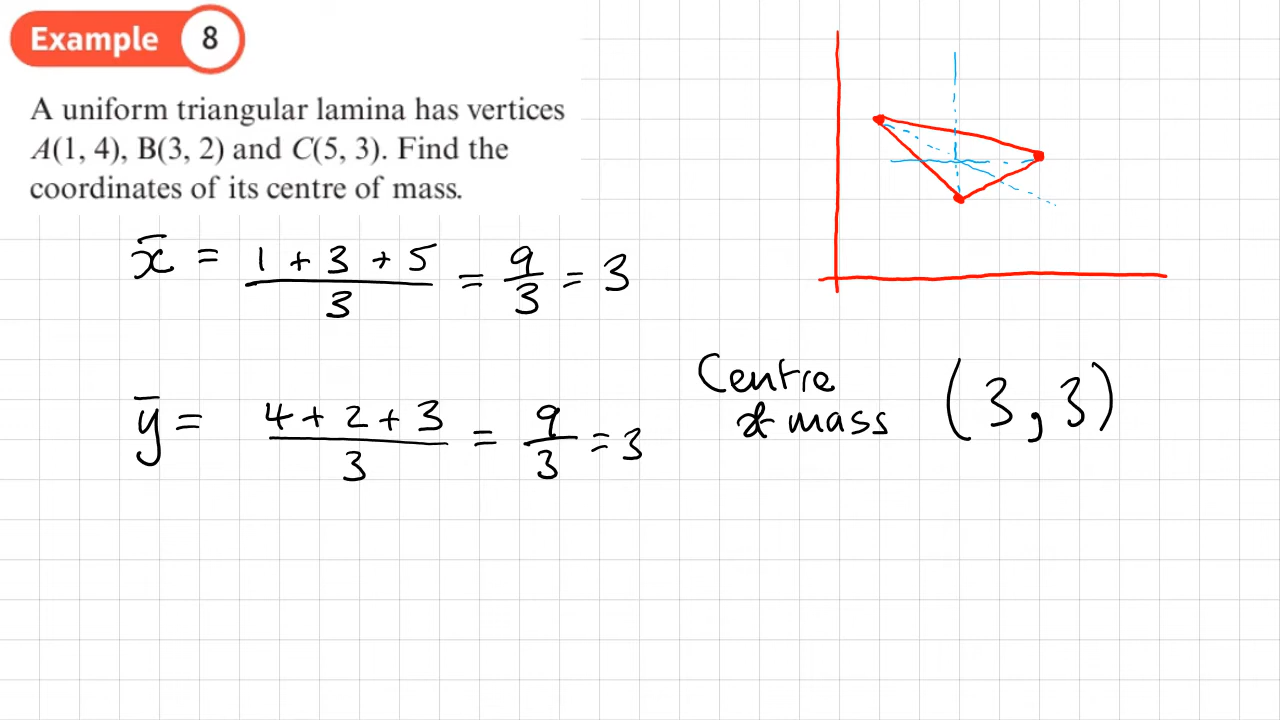 Example 8
A uniform triangular lamina has vertices
A(1, 4), B(3, 2) and C(5, 3). Find the
coordinates of its centre of mass.
x̄ = (1 + 3 + 5)/3 = 9/3 = 3
ȳ = (4 + 2 + 3)/3 = 9/3 = 3
Centre
of mass (3, 3)